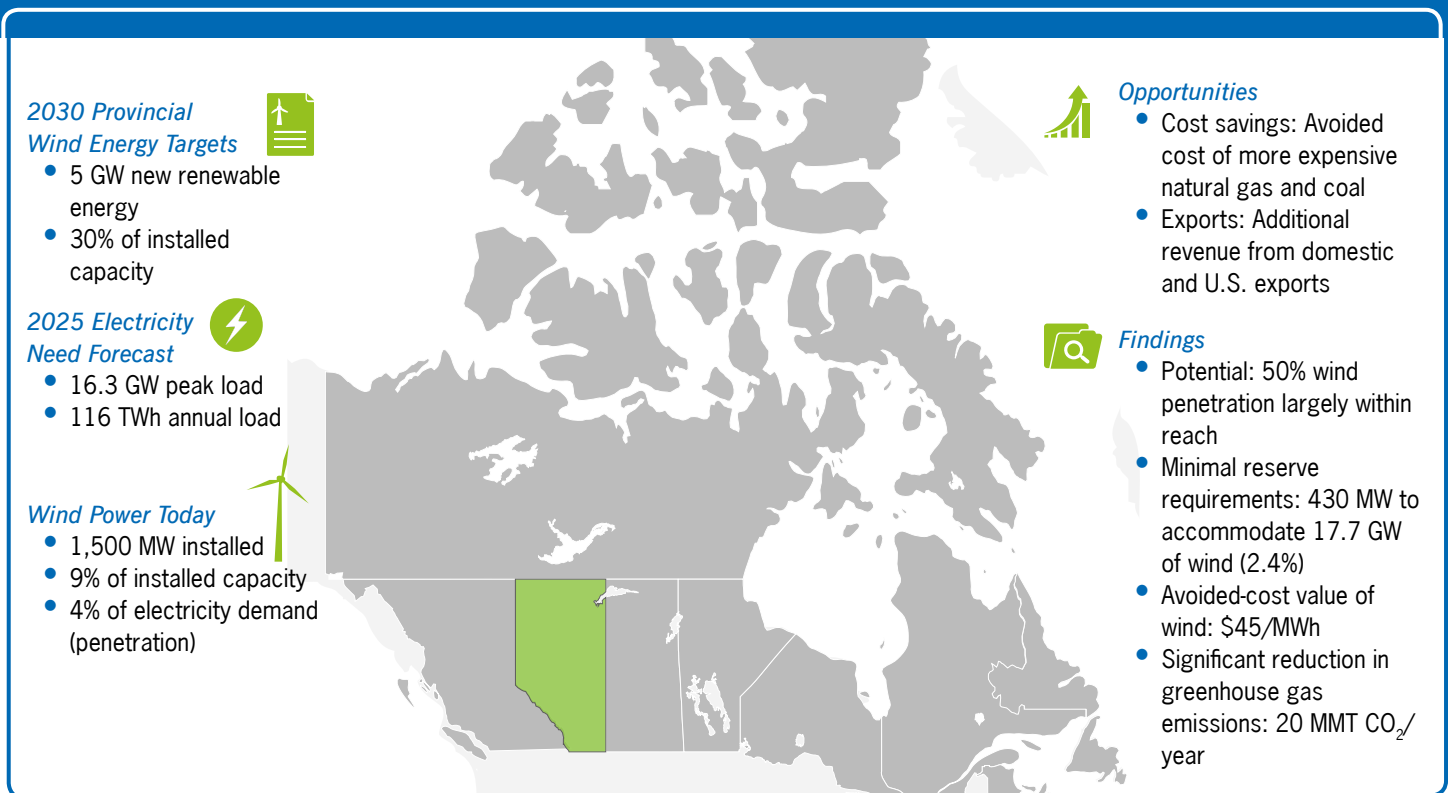 2030 Provincial
Wind Energy Targets
• 5 GW new renewable
energy
• 30% of installed
capacity
2025 Electricity
Need Forecast
• 16.3 GW peak load
• 116 TWh annual load
Wind Power Today
• 1,500 MW installed
• 9% of installed capacity
• 4% of electricity demand
(penetration)
Opportunities
• Cost savings: Avoided
cost of more expensive
natural gas and coal
• Exports: Additional
revenue from domestic
and U.S. exports
Findings
• Potential: 50% wind
penetration largely within
reach
• Minimal reserve
requirements: 430 MW to
accommodate 17.7 GW
of wind (2.4%)
• Avoided-cost value of
wind: $45/MWh
• Significant reduction in
greenhouse gas
emissions: 20 MMT CO₂/
year